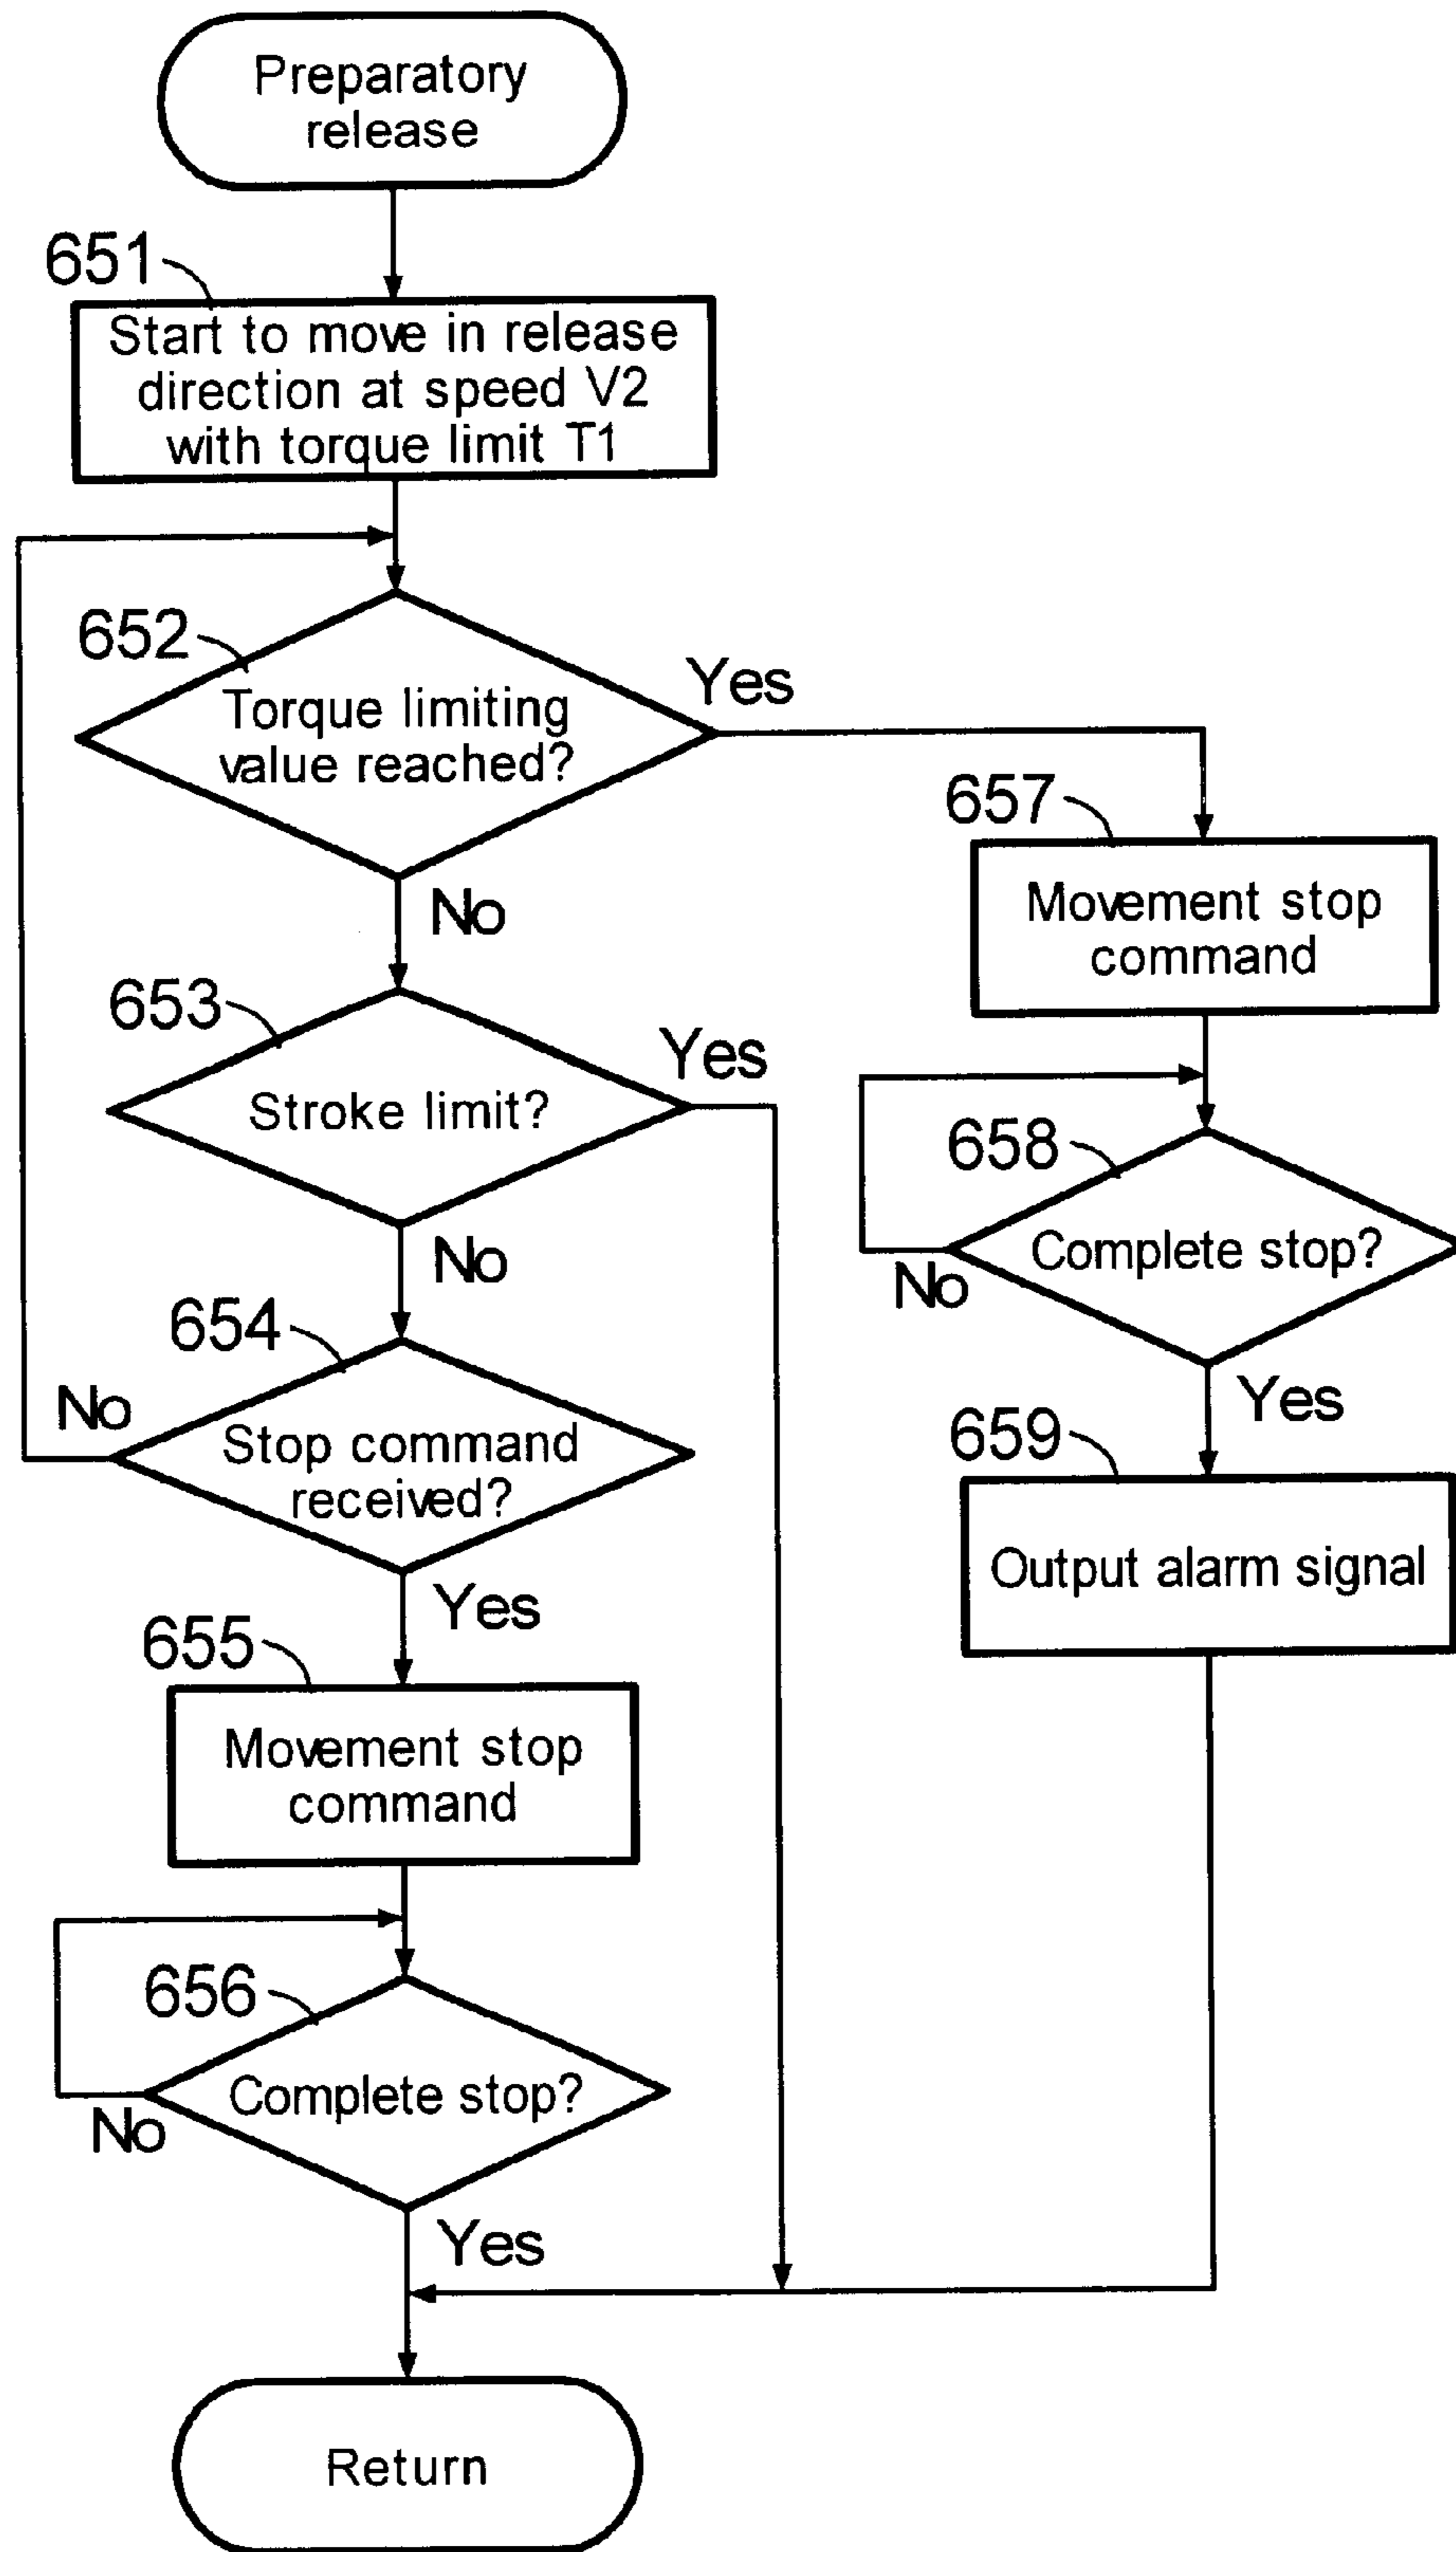 Preparatory
release
651
Start to move in release
direction at speed V2
with torque limit T1
652
Torque limiting
value reached?
Yes
No
657
Movement stop
command
653
Stroke limit?
Yes
No
658
Complete stop?
No
Yes
654
Stop command
received?
No
Yes
659
Output alarm signal
655
Movement stop
command
656
Complete stop?
No
Yes
Return